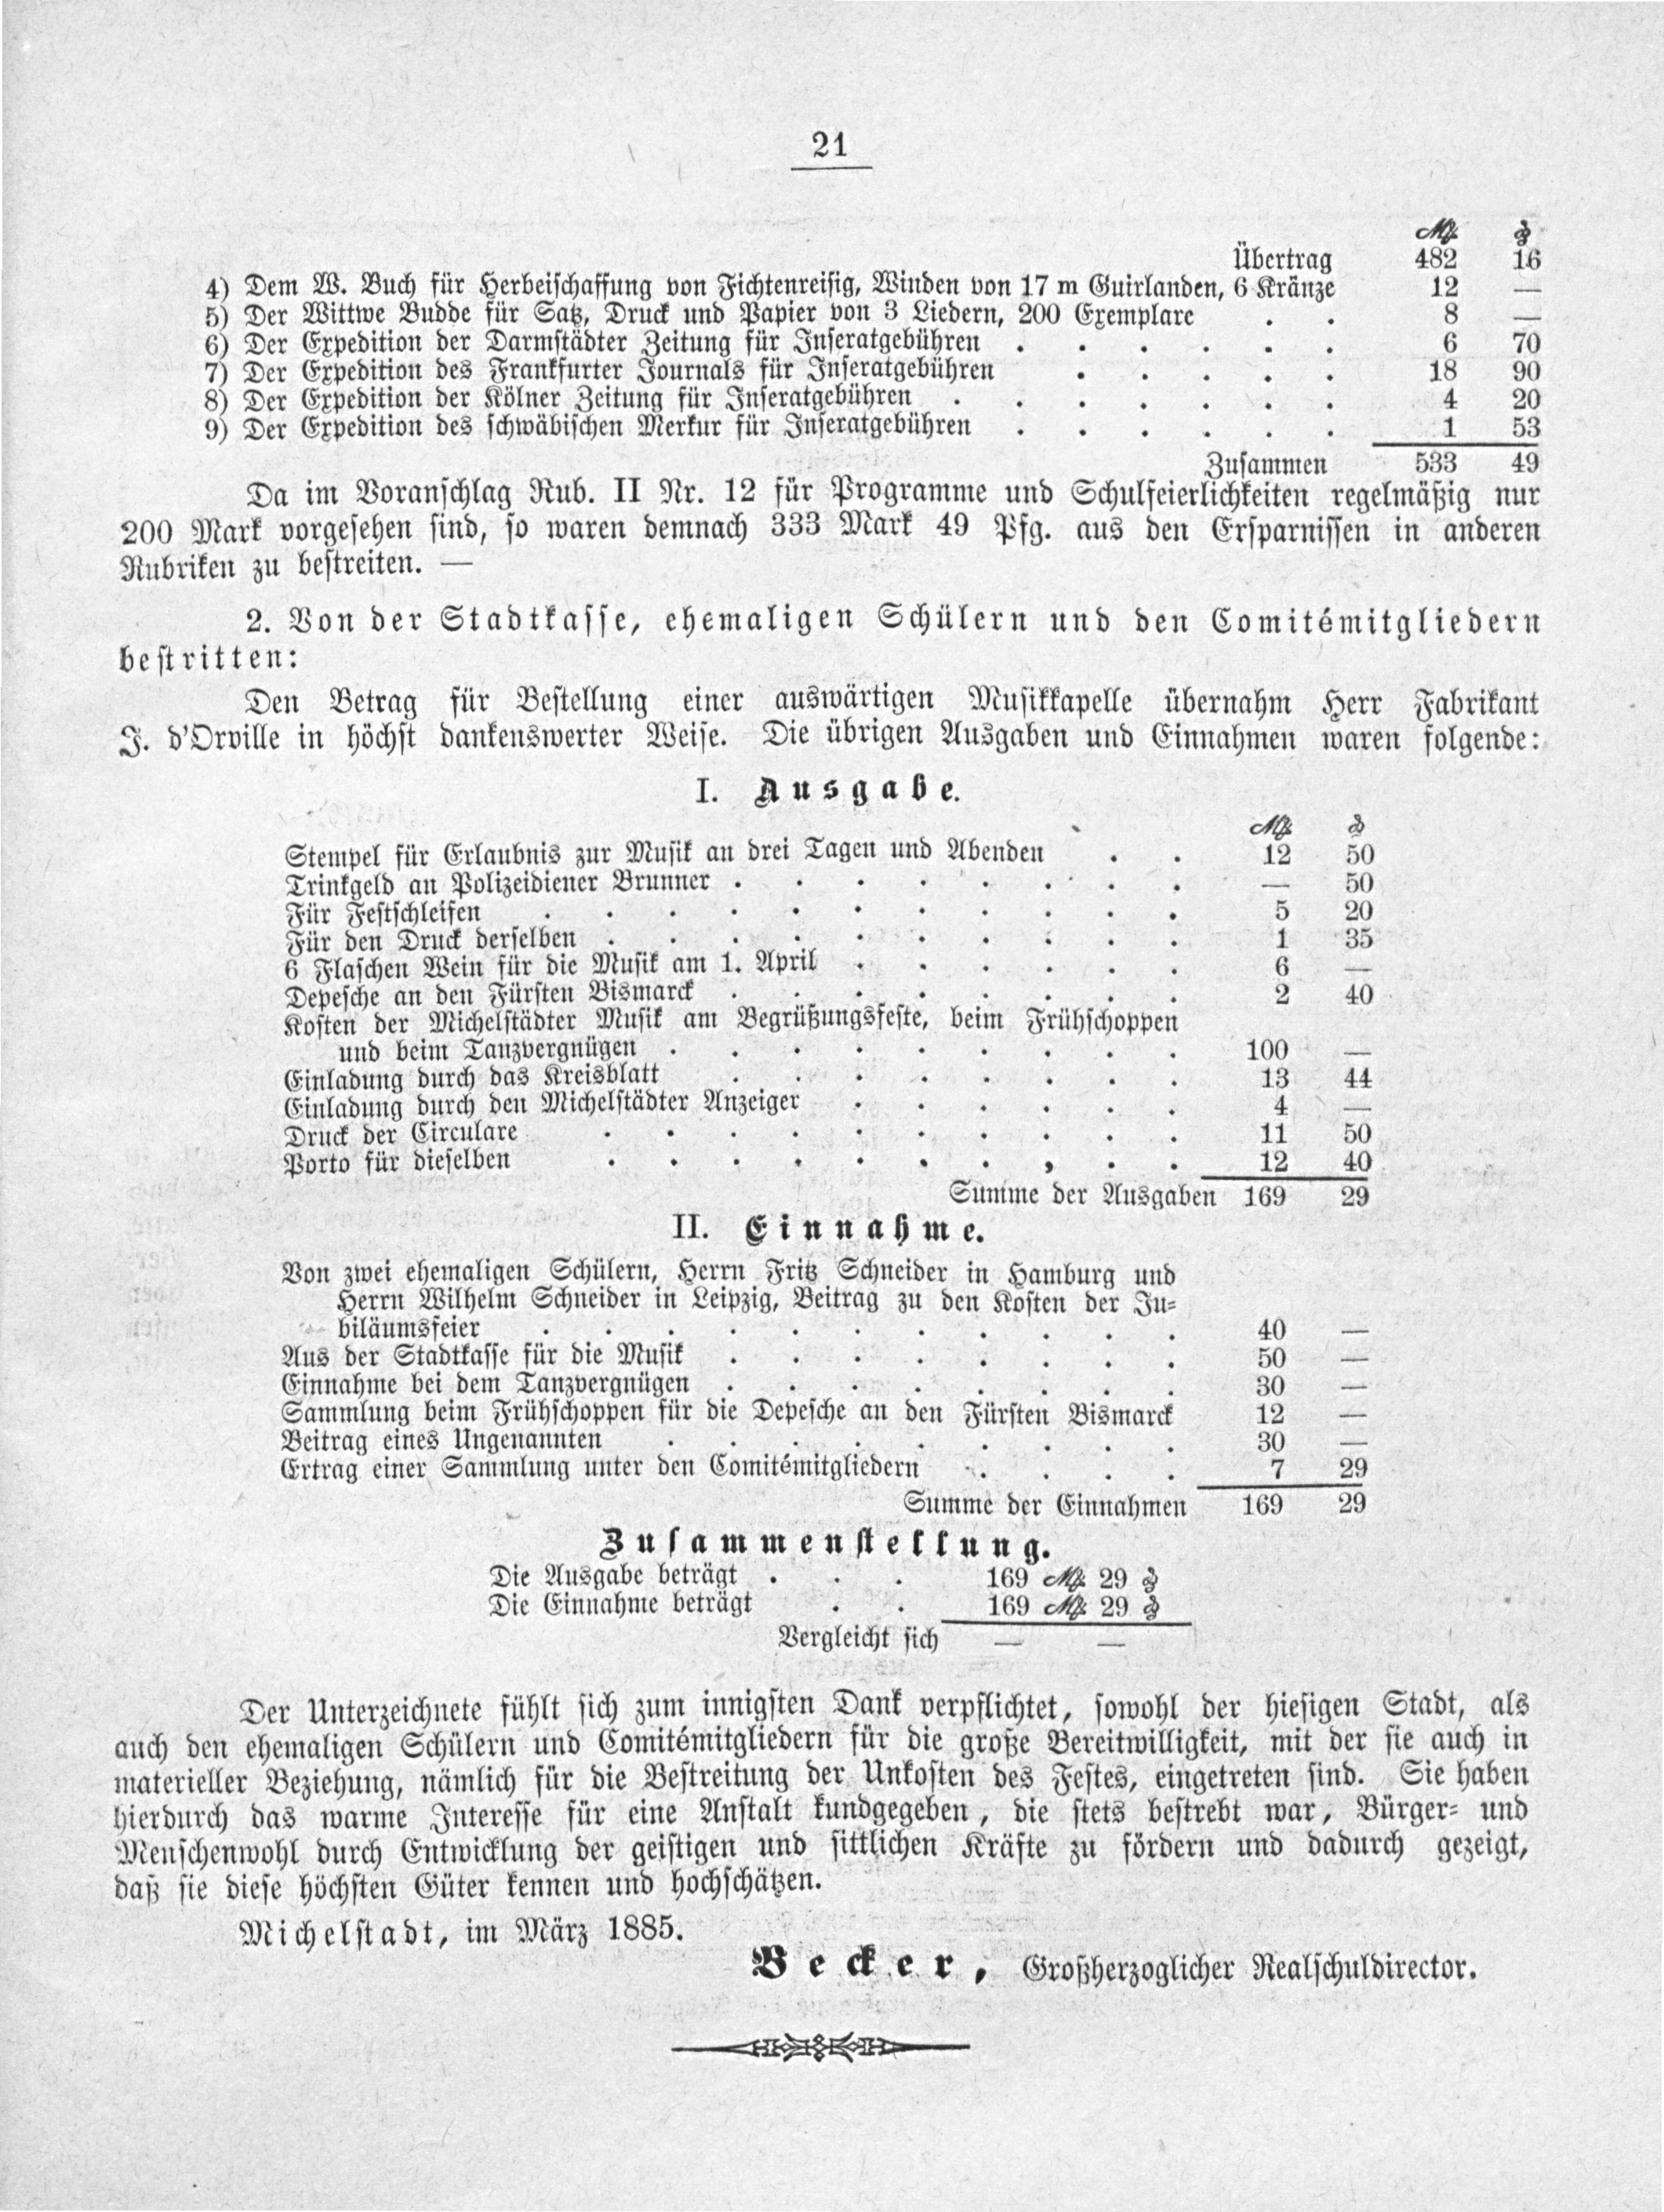 21
ℳ ₰
Übertrag 482 16
4) Dem W. Buch für Herbeischaffung von Fichtenreisig, Winden von 17 m Guirlanden, 6 Kränze 12 —
5) Der Wittwe Budde für Satz, Druck und Papier von 3 Liedern, 200 Exemplare . . 8 —
6) Der Expedition der Darmstädter Zeitung für Inseratgebühren . . . . . . 6 70
7) Der Expedition des Frankfurter Journals für Inseratgebühren . . . . . 18 90
8) Der Expedition der Kölner Zeitung für Inseratgebühren . . . . . . . 4 20
9) Der Expedition des schwäbischen Merkur für Inseratgebühren . . . . . . 1 53
Zusammen 533 49
Da im Voranschlag Rub. II Nr. 12 für Programme und Schulfeierlichkeiten regelmäßig nur
200 Mark vorgesehen sind, so waren demnach 333 Mark 49 Pfg. aus den Ersparnissen in anderen
Rubriken zu bestreiten. —
2. Von der Stadtkasse, ehemaligen Schülern und den Comitémitgliedern
bestritten:
Den Betrag für Bestellung einer auswärtigen Musikkapelle übernahm Herr Fabrikant
J. d'Orville in höchst dankenswerter Weise. Die übrigen Ausgaben und Einnahmen waren folgende:
I. Ausgabe.
ℳ ₰
Stempel für Erlaubnis zur Musik an drei Tagen und Abenden . . 12 50
Trinkgeld an Polizeidiener Brunner . . . . . . . . — 50
Für Festschleifen . . . . . . . . . . . 5 20
Für den Druck derselben . . . . . . . . . . 1 35
6 Flaschen Wein für die Musik am 1. April . . . . . . 6 —
Depesche an den Fürsten Bismarck . . . . . . . . 2 40
Kosten der Michelstädter Musik am Begrüßungsfeste, beim Frühschoppen
und beim Tanzvergnügen . . . . . . . . . 100 —
Einladung durch das Kreisblatt . . . . . . . . 13 44
Einladung durch den Michelstädter Anzeiger . . . . . . 4 —
Druck der Circulare . . . . . . . . . . 11 50
Porto für dieselben . . . . . . . , . . 12 40
Summe der Ausgaben 169 29
II. Einnahme.
Von zwei ehemaligen Schülern, Herrn Fritz Schneider in Hamburg und
Herrn Wilhelm Schneider in Leipzig, Beitrag zu den Kosten der Ju-
biläumsfeier . . . . . . . . . . . 40 —
Aus der Stadtkasse für die Musik . . . . . . . . 50 —
Einnahme bei dem Tanzvergnügen . . . . . . . . 30 —
Sammlung beim Frühschoppen für die Depesche an den Fürsten Bismarck 12 —
Beitrag eines Ungenannten . . . . . . . . . 30 —
Ertrag einer Sammlung unter den Comitémitgliedern . . . . 7 29
Summe der Einnahmen 169 29
Zusammenstellung.
Die Ausgabe beträgt . . . 169 ℳ 29 ₰
Die Einnahme beträgt . . 169 ℳ 29 ₰
Vergleicht sich — —
Der Unterzeichnete fühlt sich zum innigsten Dank verpflichtet, sowohl der hiesigen Stadt, als
auch den ehemaligen Schülern und Comitémitgliedern für die große Bereitwilligkeit, mit der sie auch in
materieller Beziehung, nämlich für die Bestreitung der Unkosten des Festes, eingetreten sind. Sie haben
hierdurch das warme Interesse für eine Anstalt kundgegeben, die stets bestrebt war, Bürger- und
Menschenwohl durch Entwicklung der geistigen und sittlichen Kräfte zu fördern und dadurch gezeigt,
daß sie diese höchsten Güter kennen und hochschätzen.
Michelstadt, im März 1885.
Becker, Großherzoglicher Realschuldirector.